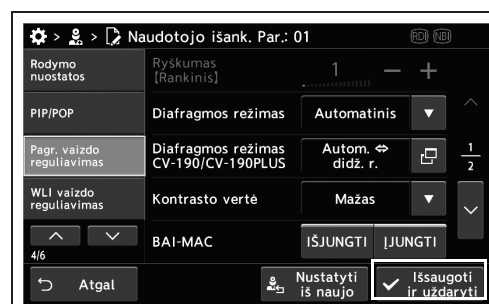 > > Naudotojo išank. Par.: 01 RDI NBI
Rodymo
nuostatos
Ryškumas
[Rankinis]
1 − +
PIP/POP
Diafragmos režimas
Automatinis
Pagr. vaizdo
reguliavimas
Diafragmos režimas
CV-190/CV-190PLUS
Autom. ⇔
didž. r.
1
2
WLI vaizdo
reguliavimas
Kontrasto vertė
Mažas
4/6
BAI-MAC
IŠJUNGTI ĮJUNGTI
Atgal
Nustatyti
iš naujo
Išsaugoti
ir uždaryti